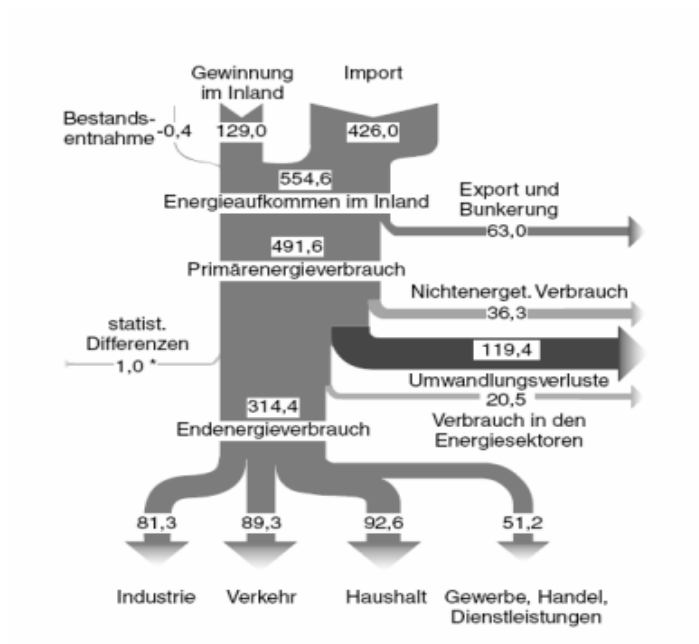 Gewinnung
im Inland
Import
Bestands-
entnahme
-0,4
129,0
426,0
554,6
Energieaufkommen im Inland
Export und
Bunkerung
63,0
491,6
Primärenergieverbrauch
Nichtenerget. Verbrauch
36,3
statist.
Differenzen
1,0 *
119,4
Umwandlungsverluste
20,5
Verbrauch in den
Energiesektoren
314,4
Endenergieverbrauch
81,3
89,3
92,6
51,2
Industrie
Verkehr
Haushalt
Gewerbe, Handel,
Dienstleistungen